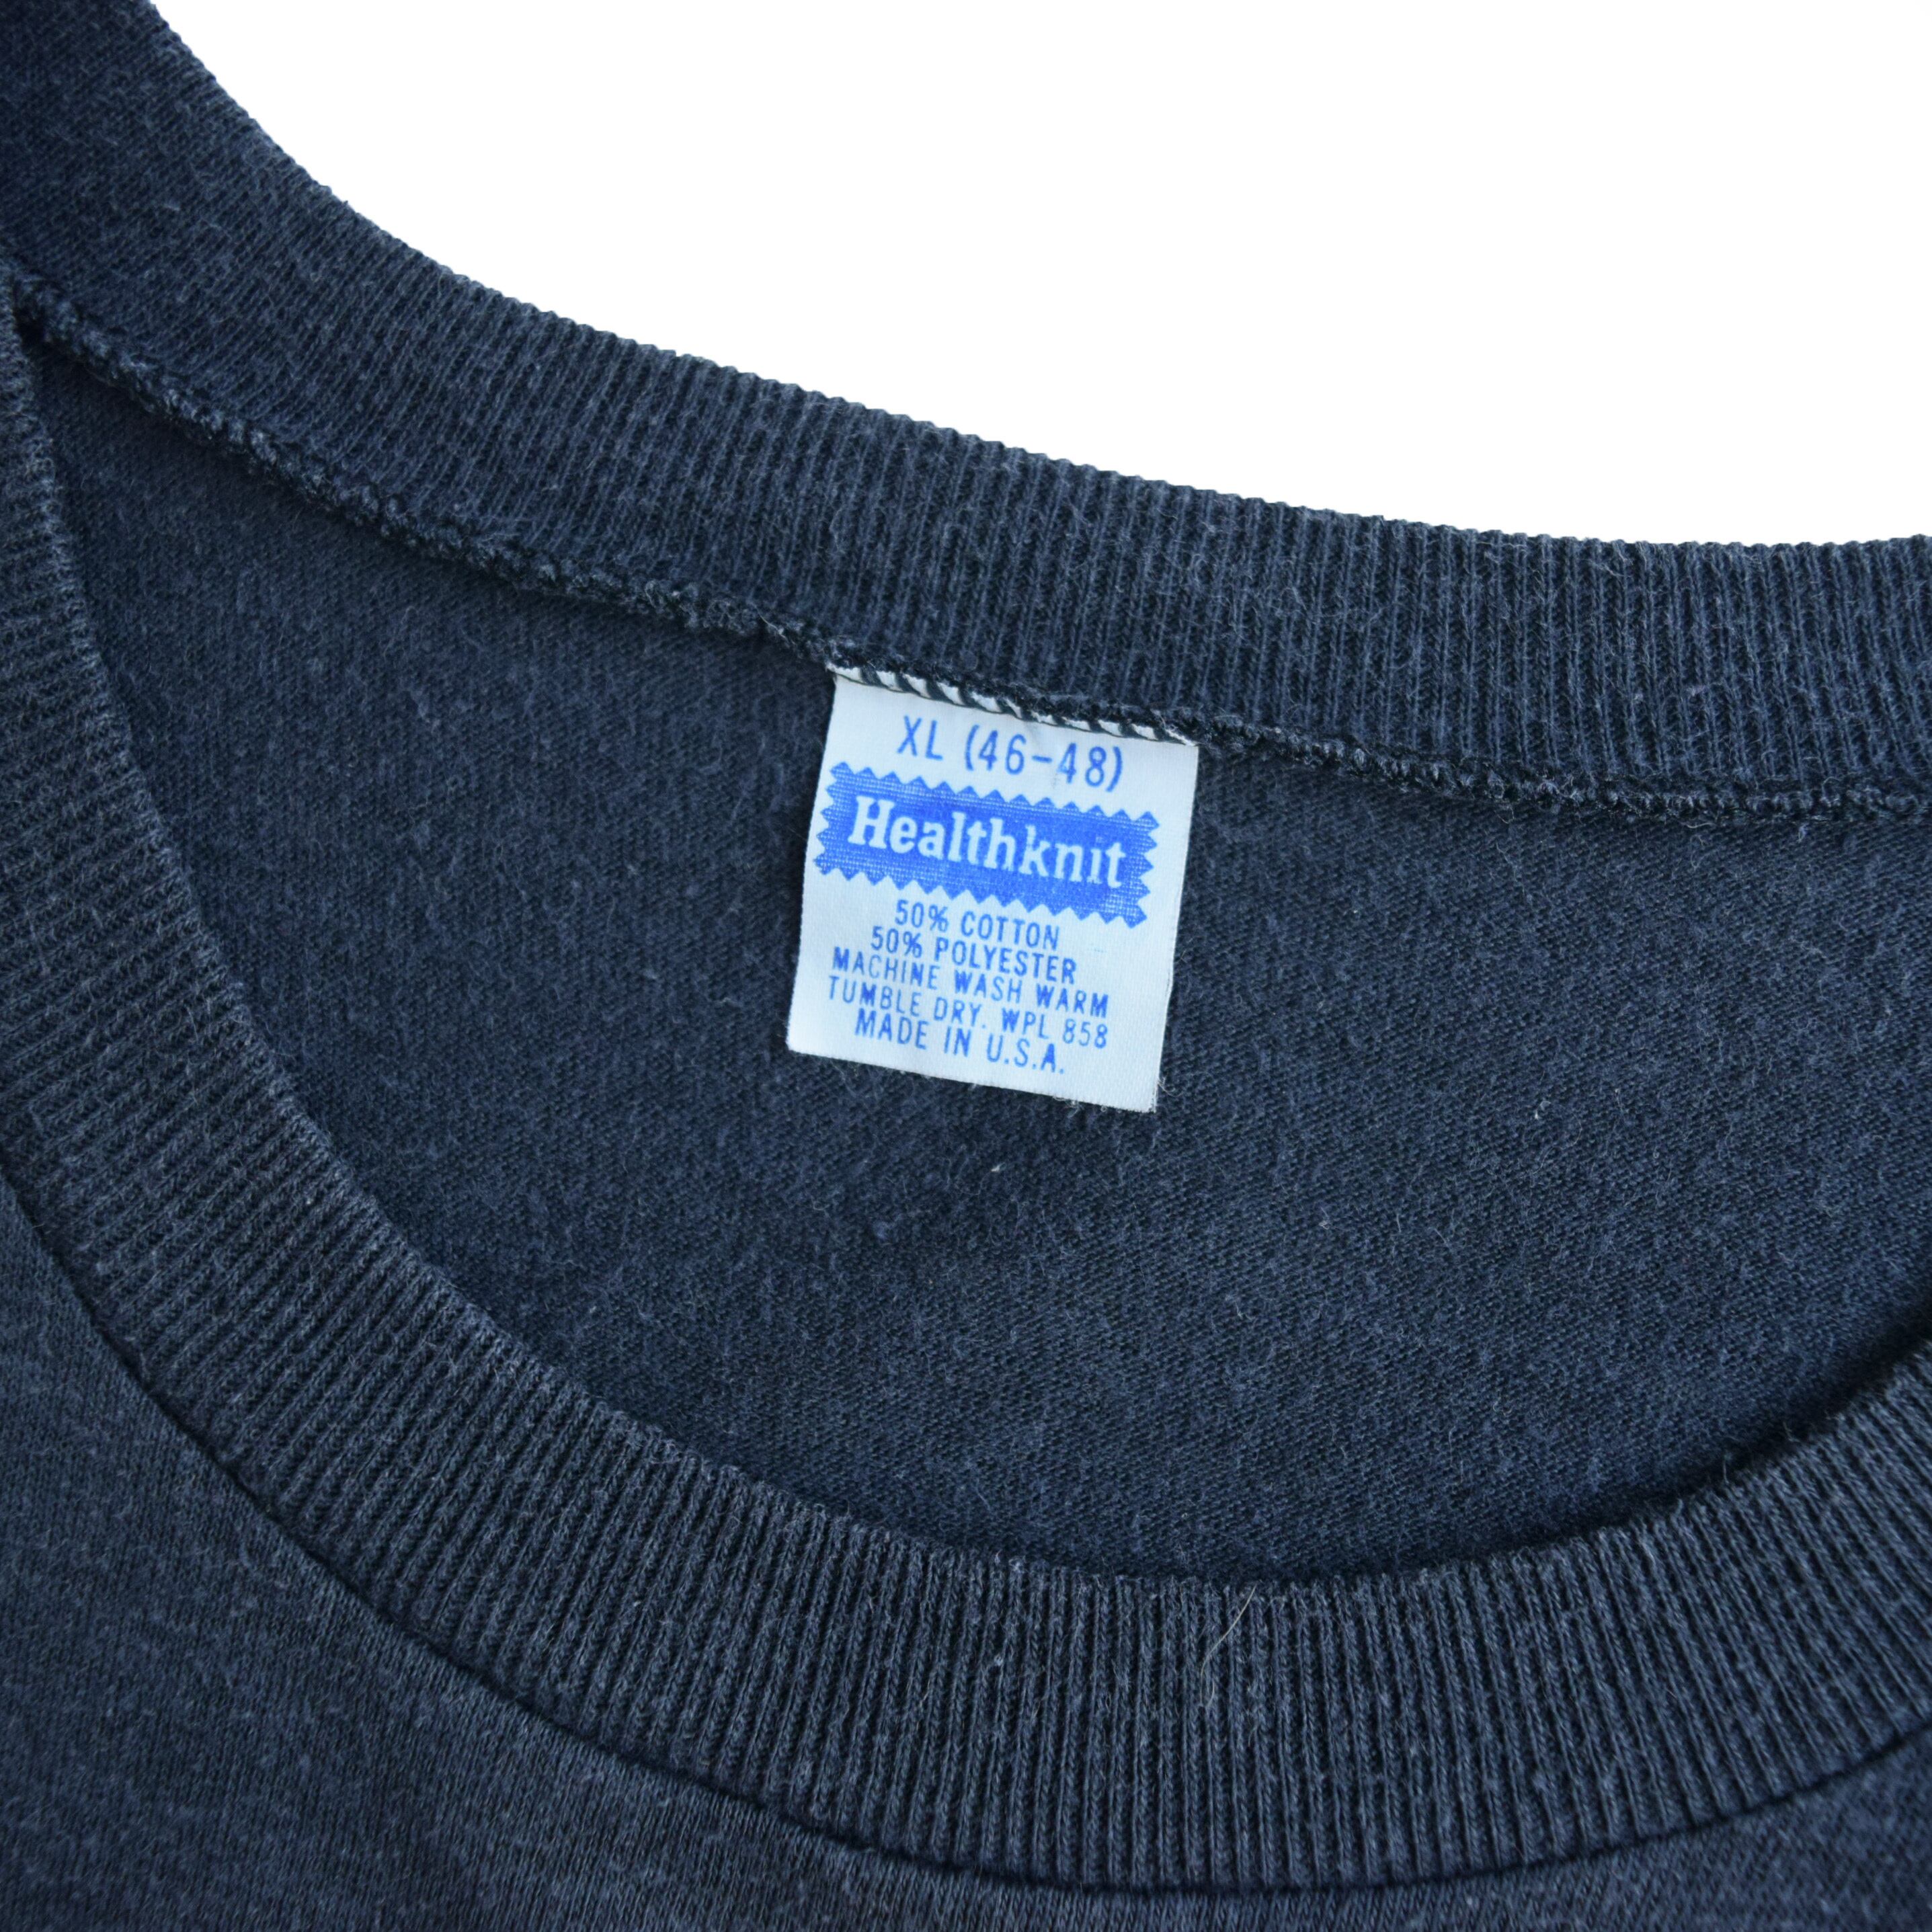 XL (46-48)
Healthknit
50% COTTON
50% POLYESTER
MACHINE WASH WARM
TUMBLE DRY. WPL 858
MADE IN U.S.A.